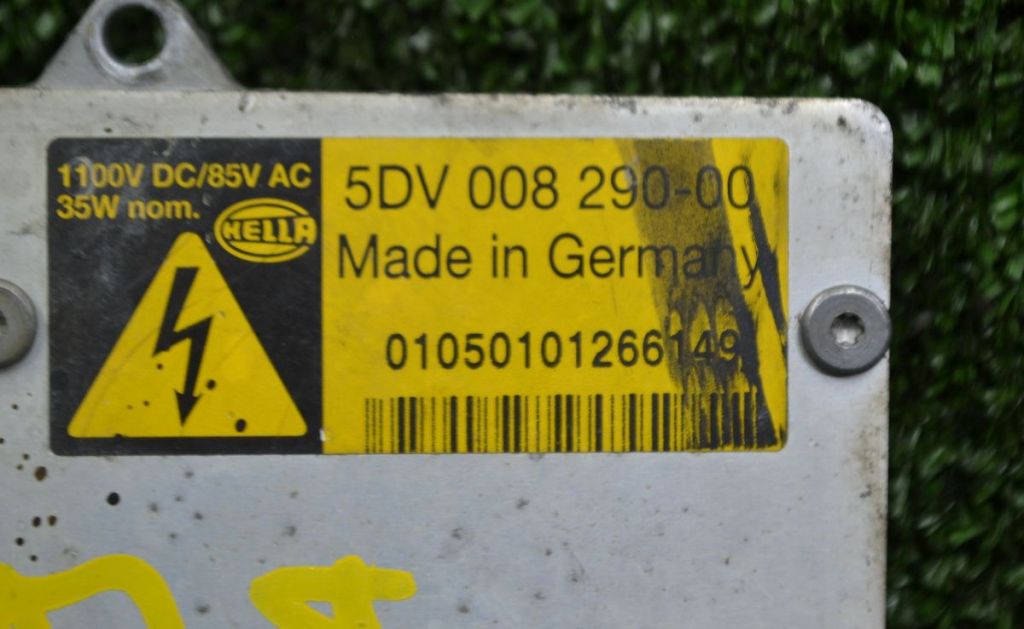 1100V DC/85V AC
35W nom.
HELLA
5DV 008 290-00
Made in Germany
01050101266149